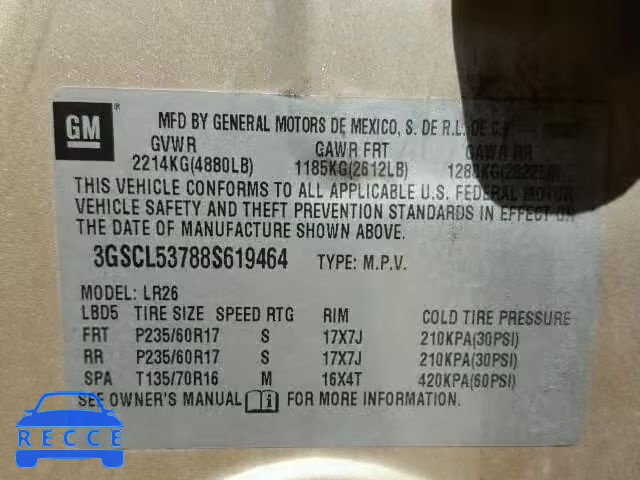 GM
®
MFD BY GENERAL MOTORS DE MEXICO, S. DE R.L. DE C.V
GVWR GAWR FRT GAWR RR
2214KG(4880LB) 1185KG(2612LB)
THIS VEHICLE CONFORMS TO ALL APPLICABLE U.S. FEDERAL MOTOR
VEHICLE SAFETY AND THEFT PREVENTION STANDARDS IN EFFECT ON
THE DATE OF MANUFACTURE SHOWN ABOVE.
3GSCL53788S619464 TYPE: M.P.V.
MODEL: LR26
LBD5 TIRE SIZE SPEED RTG RIM COLD TIRE PRESSURE
FRT P235/60R17 S 17X7J 210KPA(30PSI)
RR P235/60R17 S 17X7J 210KPA(30PSI)
SPA T135/70R16 M 16X4T 420KPA(60PSI)
SEE OWNER'S MANUAL i FOR MORE INFORMATION.
RECCE